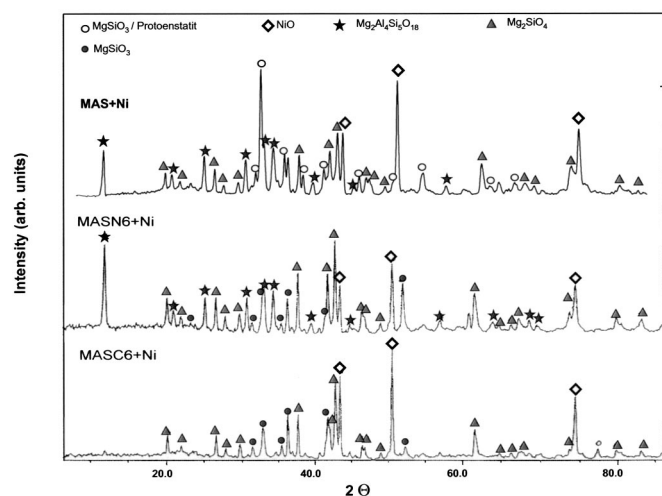 MgSiO3 / Protoenstatit NiO Mg2Al4Si5O18 Mg2SiO4
MgSiO3
MAS+Ni
MASN6+Ni
MASC6+Ni
Intensity (arb. units)
20.0 40.0 60.0 80.0
2 Θ